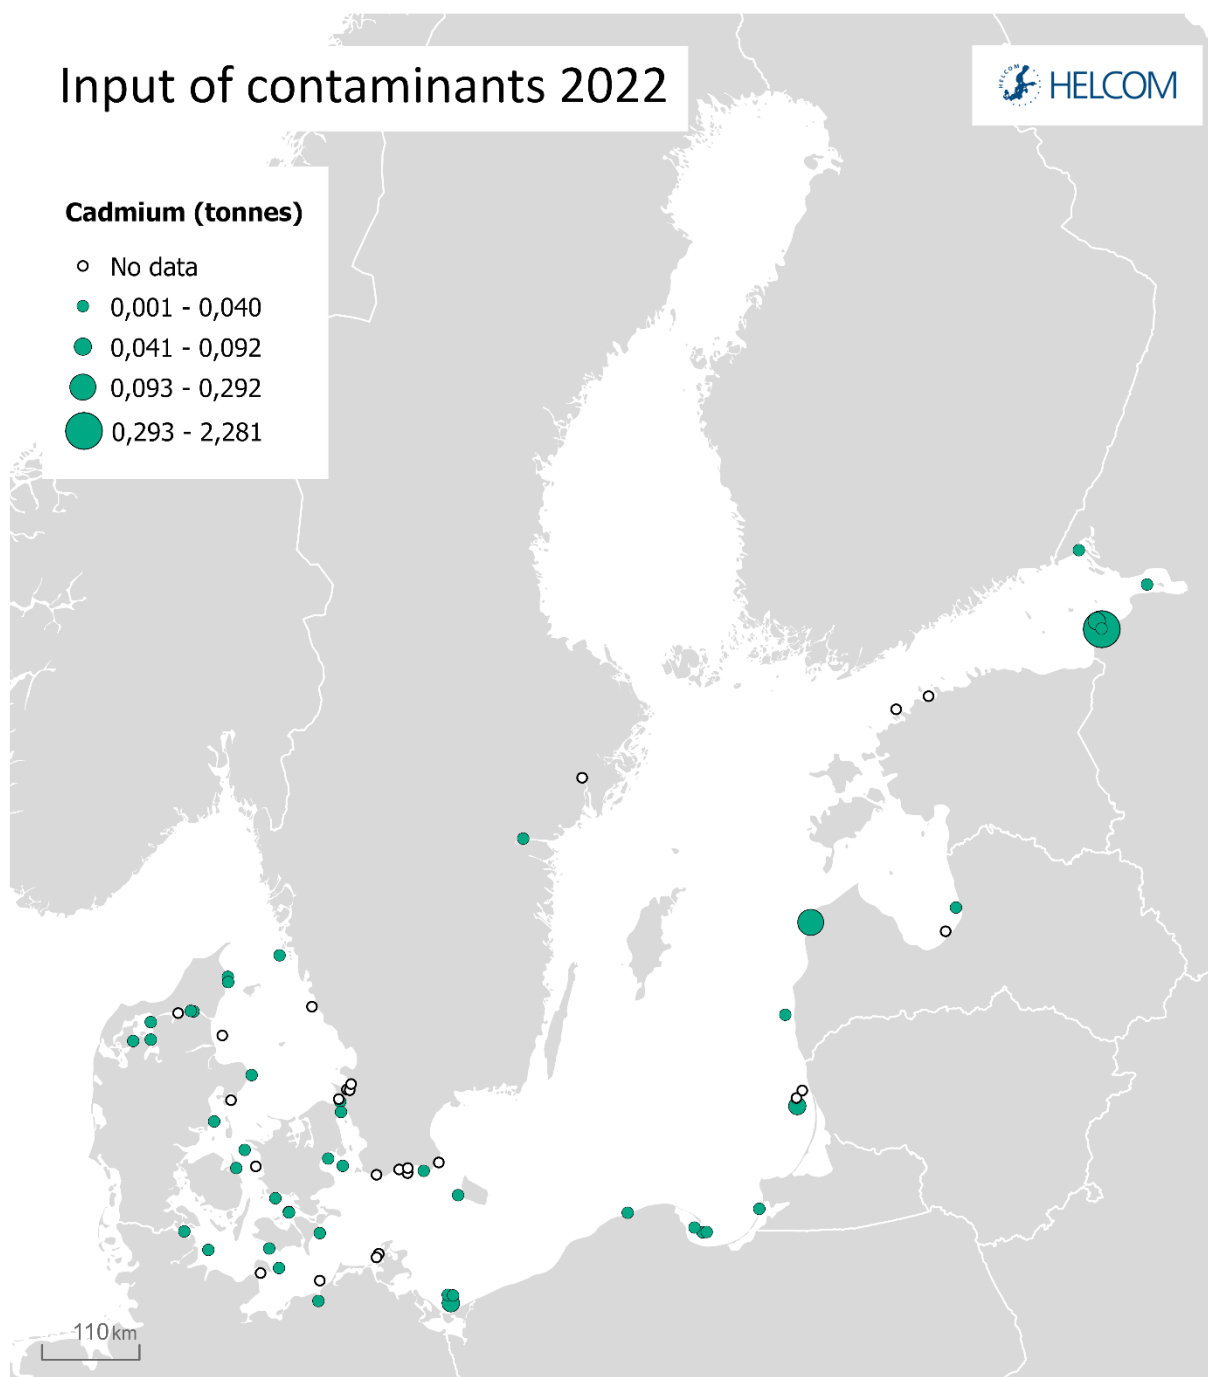 Input of contaminants 2022
HELCOM
HELCOM
Cadmium (tonnes)
No data
0,001 - 0,040
0,041 - 0,092
0,093 - 0,292
0,293 - 2,281
110 km